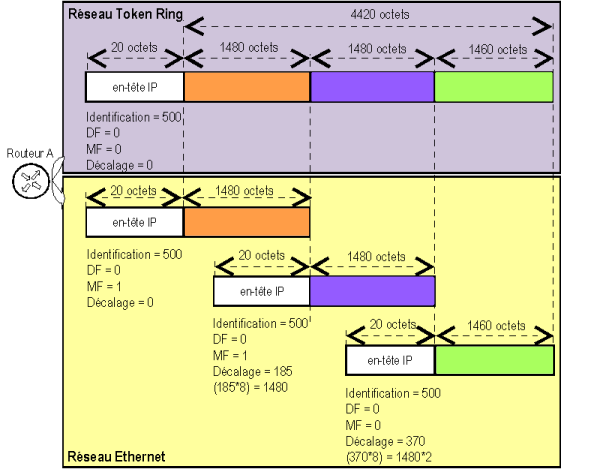 Réseau Token Ring
4420 octets
20 octets
1480 octets
1480 octets
1460 octets
en-tête IP
Identification = 500
DF = 0
MF = 0
Décalage = 0
Routeur A
20 octets
1480 octets
en-tête IP
Identification = 500
DF = 0
MF = 1
Décalage = 0
20 octets
1480 octets
en-tête IP
Identification = 500
DF = 0
MF = 1
Décalage = 185
(185*8) = 1480
20 octets
1460 octets
en-tête IP
Identification = 500
DF = 0
MF = 0
Décalage = 370
(370*8) = 1480*2
Réseau Ethernet